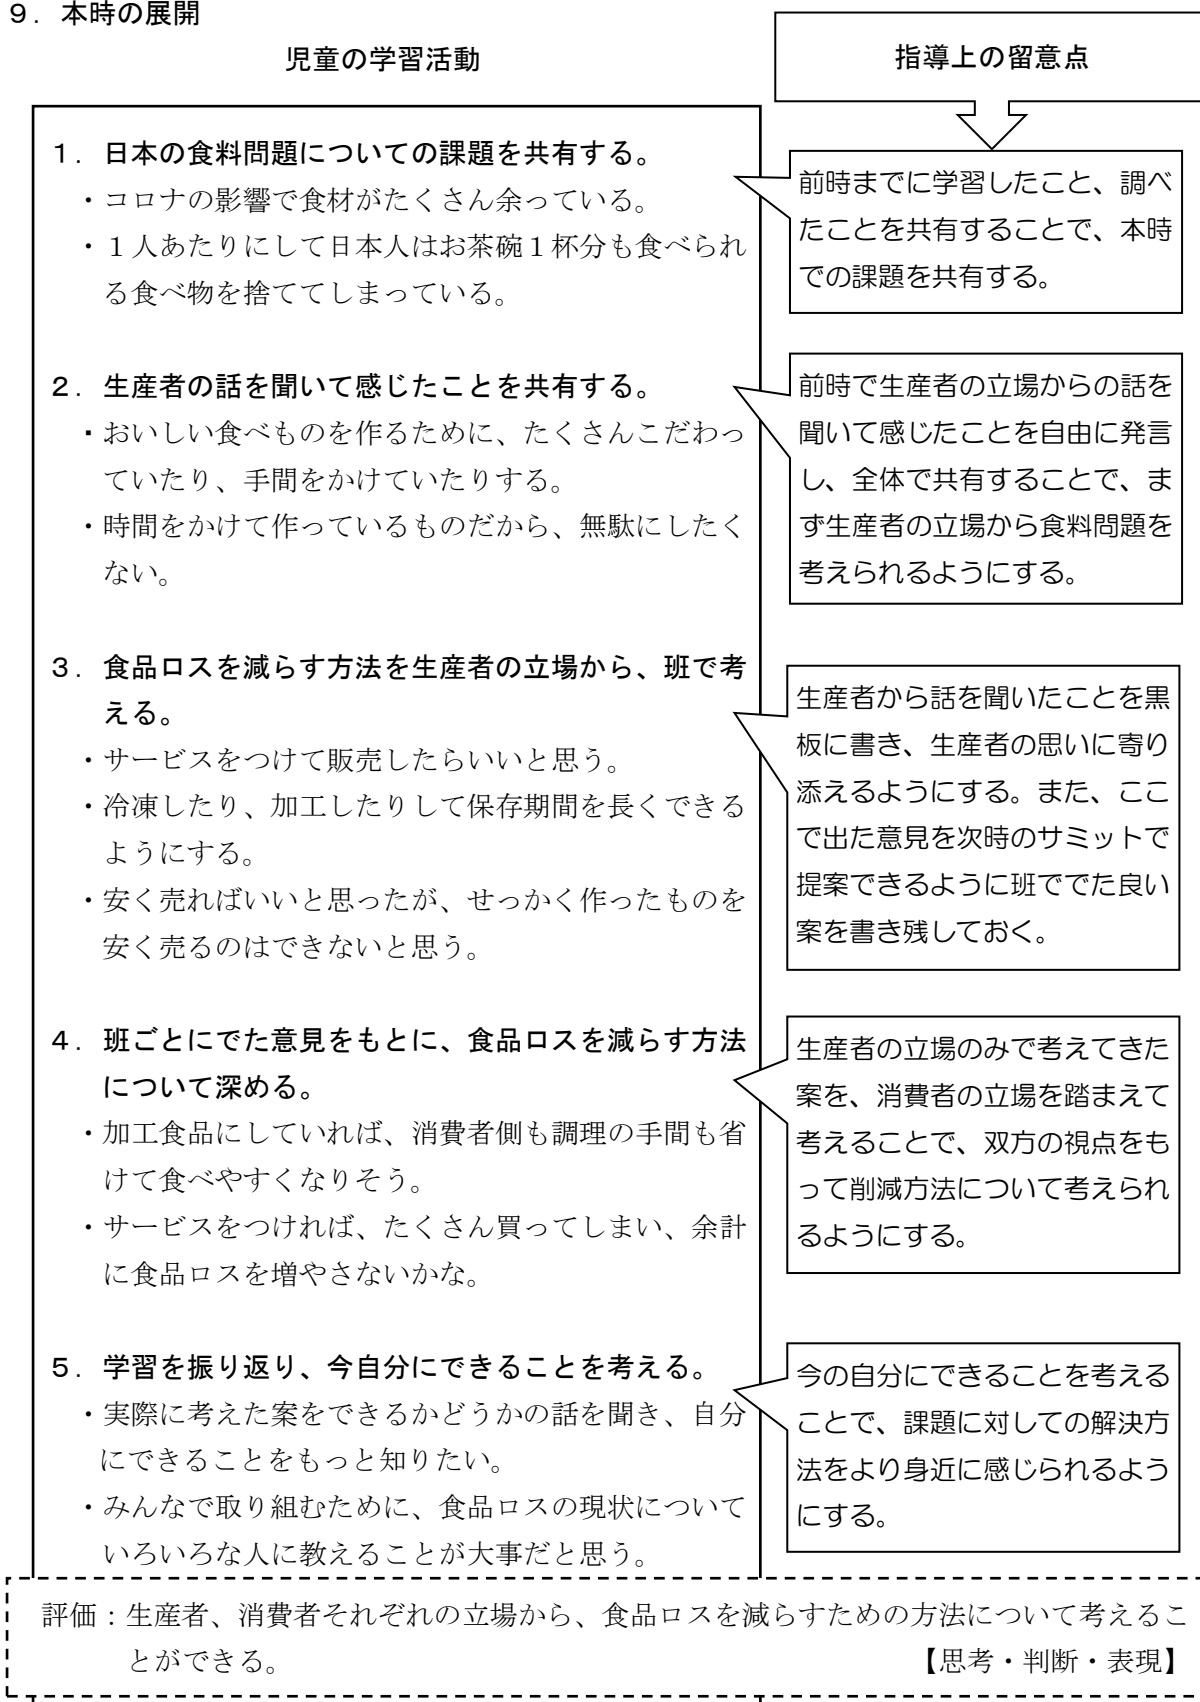 ９．本時の展開
児童の学習活動
指導上の留意点
１．日本の食料問題についての課題を共有する。
・コロナの影響で食材がたくさん余っている。
・１人あたりにして日本人はお茶碗１杯分も食べられ
る食べ物を捨ててしまっている。
前時までに学習したこと、調べ
たことを共有することで、本時
での課題を共有する。
２．生産者の話を聞いて感じたことを共有する。
・おいしい食べものを作るために、たくさんこだわっ
ていたり、手間をかけていたりする。
・時間をかけて作っているものだから、無駄にしたく
ない。
前時で生産者の立場からの話を
聞いて感じたことを自由に発言
し、全体で共有することで、ま
ず生産者の立場から食料問題を
考えられるようにする。
３．食品ロスを減らす方法を生産者の立場から、班で考
える。
・サービスをつけて販売したらいいと思う。
・冷凍したり、加工したりして保存期間を長くできる
ようにする。
・安く売ればいいと思ったが、せっかく作ったものを
安く売るのはできないと思う。
生産者から話を聞いたことを黒
板に書き、生産者の思いに寄り
添えるようにする。また、ここ
で出た意見を次時のサミットで
提案できるように班ででた良い
案を書き残しておく。
４．班ごとにでた意見をもとに、食品ロスを減らす方法
について深める。
・加工食品にしていれば、消費者側も調理の手間も省
けて食べやすくなりそう。
・サービスをつければ、たくさん買ってしまい、余計
に食品ロスを増やさないかな。
生産者の立場のみで考えてきた
案を、消費者の立場を踏まえて
考えることで、双方の視点をも
って削減方法について考えられ
るようにする。
５．学習を振り返り、今自分にできることを考える。
・実際に考えた案をできるかどうかの話を聞き、自分
にできることをもっと知りたい。
・みんなで取り組むために、食品ロスの現状について
いろいろな人に教えることが大事だと思う。
今の自分にできることを考える
ことで、課題に対しての解決方
法をより身近に感じられるよう
にする。
評価：生産者、消費者それぞれの立場から、食品ロスを減らすための方法について考えるこ
とができる。　【思考・判断・表現】